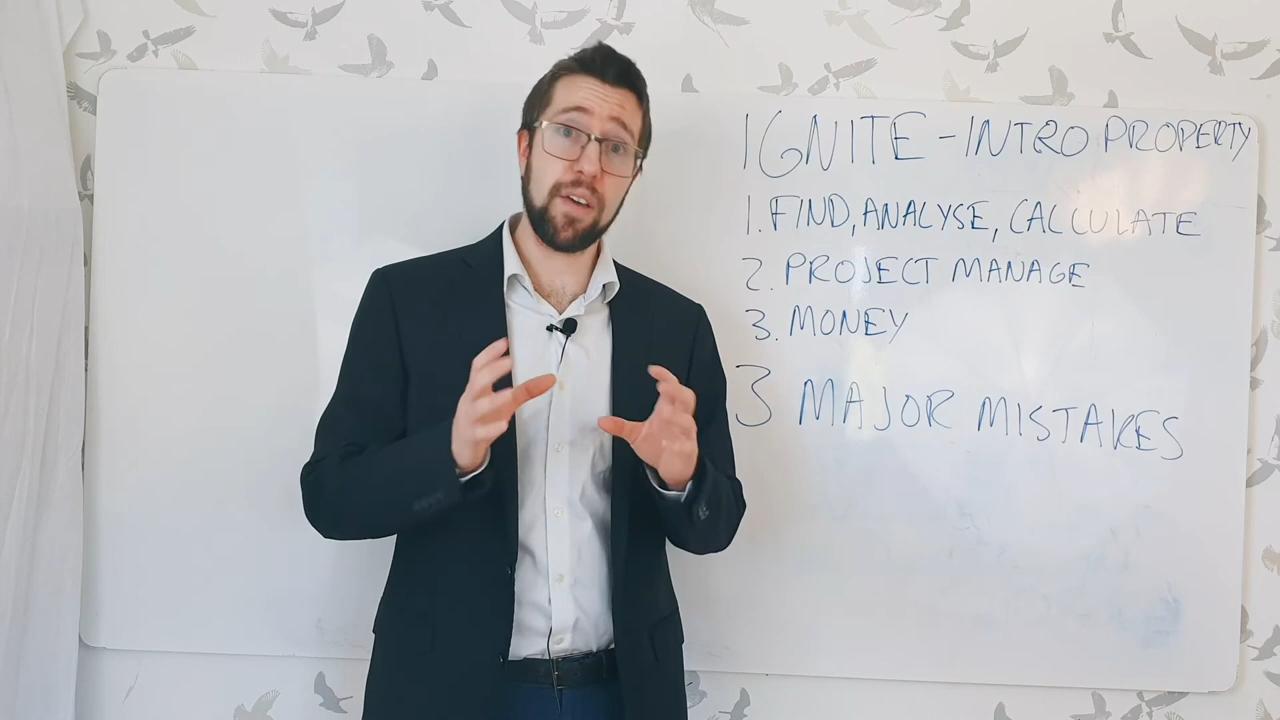 IGNITE - INTRO PROPERTY
1. FIND, ANALYSE, CALCULATE
2. PROJECT MANAGE
3. MONEY
3 MAJOR MISTAKES